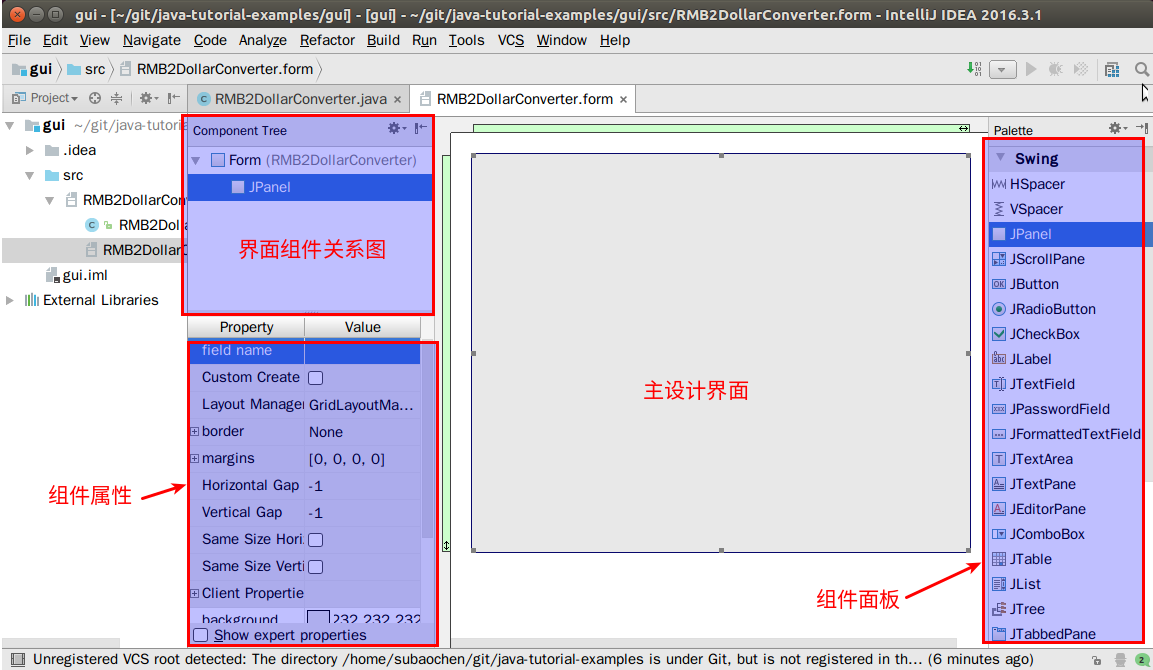 gui - [~/git/java-tutorial-examples/gui] - [gui] - ~/git/java-tutorial-examples/gui/src/RMB2DollarConverter.form - IntelliJ IDEA 2016.3.1
File Edit View Navigate Code Analyze Refactor Build Run Tools VCS Window Help
gui src RMB2DollarConverter.form
Project RMB2DollarConverter.java RMB2DollarConverter.form
gui ~/git/java-tutoria
.idea
src
RMB2DollarCon
RMB2Doll
RMB2DollarC
gui.iml
External Libraries
Component Tree
Form (RMB2DollarConverter)
JPanel
界面组件关系图
Property Value
field name
Custom Create
Layout Manager GridLayoutMa...
border None
margins [0, 0, 0, 0]
Horizontal Gap -1
Vertical Gap -1
Same Size Hori
Same Size Verti
Client Propertie
background 232,232,232
Show expert properties
组件属性
主设计界面
组件面板
Palette
Swing
HSpacer
VSpacer
JPanel
JScrollPane
JButton
JRadioButton
JCheckBox
JLabel
JTextField
JPasswordField
JFormattedTextField
JTextArea
JTextPane
JEditorPane
JComboBox
JTable
JList
JTree
JTabbedPane
Unregistered VCS root detected: The directory /home/subaochen/git/java-tutorial-examples is under Git, but is not registered in th... (6 minutes ago) 2